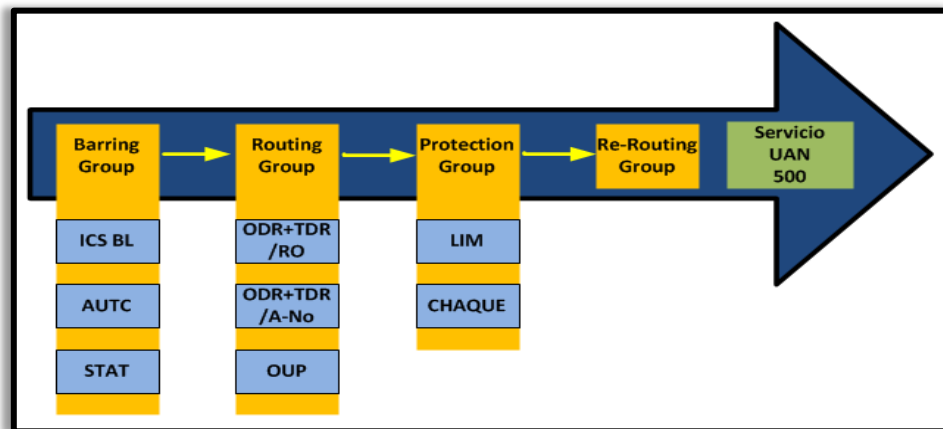 Barring
Group
Routing
Group
Protection
Group
Re-Routing
Group
Servicio
UAN
500
ICS BL
AUTC
STAT
ODR+TDR
/RO
ODR+TDR
/A-No
OUP
LIM
CHAQUE